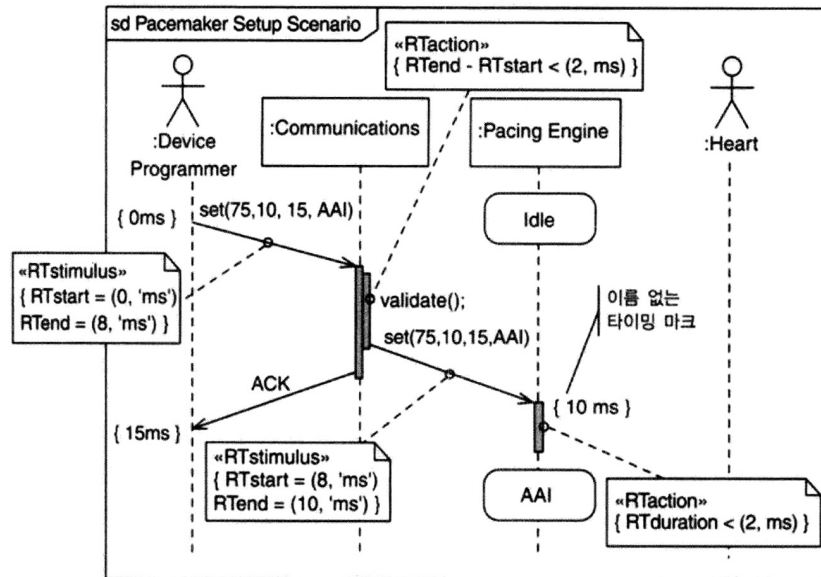 sd Pacemaker Setup Scenario
«RTaction»
{ RTend - RTstart < (2, ms) }
:Device
Programmer
:Communications
:Pacing Engine
:Heart
{ 0ms }
set(75,10, 15, AAI)
Idle
«RTstimulus»
{ RTstart = (0, 'ms')
RTend = (8, 'ms') }
validate();
이름 없는
타이밍 마크
set(75,10,15,AAI)
ACK
{ 10 ms }
{ 15ms }
«RTstimulus»
{ RTstart = (8, 'ms')
RTend = (10, 'ms') }
AAI
«RTaction»
{ RTduration < (2, ms) }